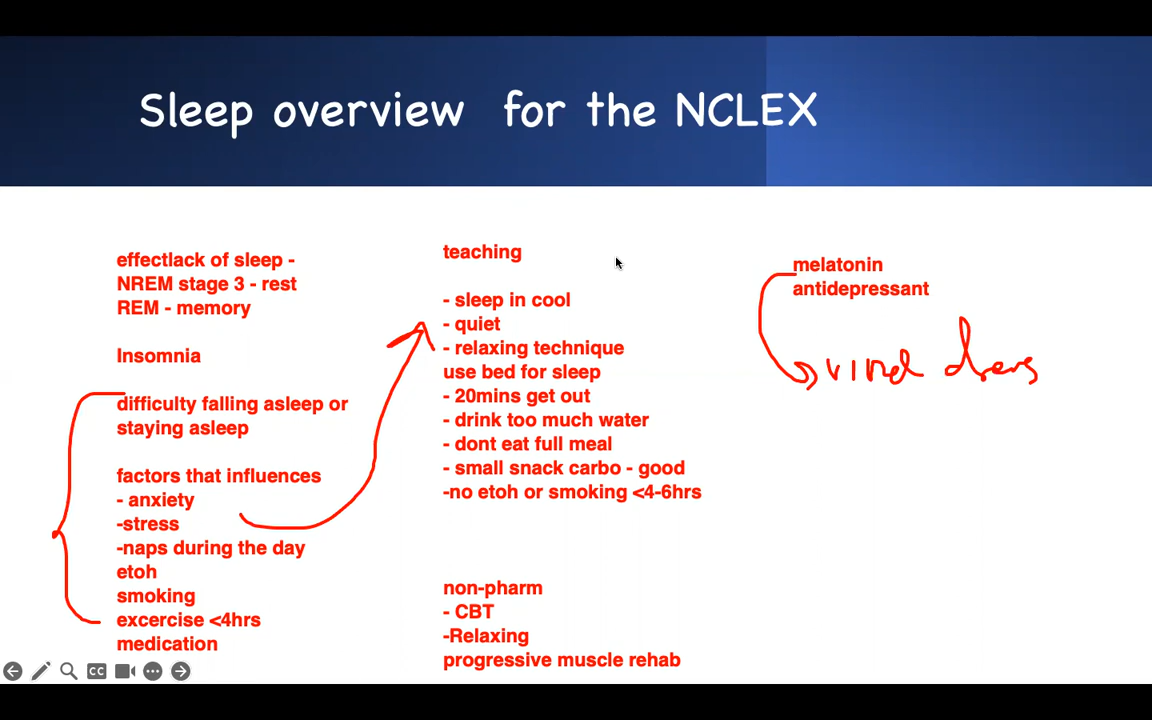 Sleep overview for the NCLEX
effectlack of sleep -
NREM stage 3 - rest
REM - memory
Insomnia
difficulty falling asleep or
staying asleep
factors that influences
- anxiety
-stress
-naps during the day
etoh
smoking
excercise <4hrs
medication
teaching
- sleep in cool
- quiet
- relaxing technique
use bed for sleep
- 20mins get out
- drink too much water
- dont eat full meal
- small snack carbo - good
-no etoh or smoking <4-6hrs
non-pharm
- CBT
-Relaxing
progressive muscle rehab
melatonin
antidepressant
CC